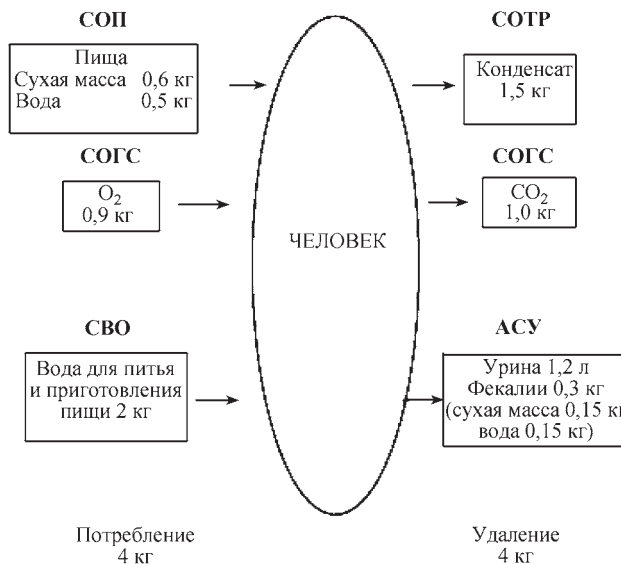 СОП
Пища
Сухая масса 0,6 кг
Вода 0,5 кг
СОГС
O₂
0,9 кг
СВО
Вода для питья
и приготовления
пищи 2 кг
Потребление
4 кг
ЧЕЛОВЕК
СОТР
Конденсат
1,5 кг
СОГС
CO₂
1,0 кг
АСУ
Урина 1,2 л
Фекалии 0,3 кг
(сухая масса 0,15 кг
вода 0,15 кг)
Удаление
4 кг